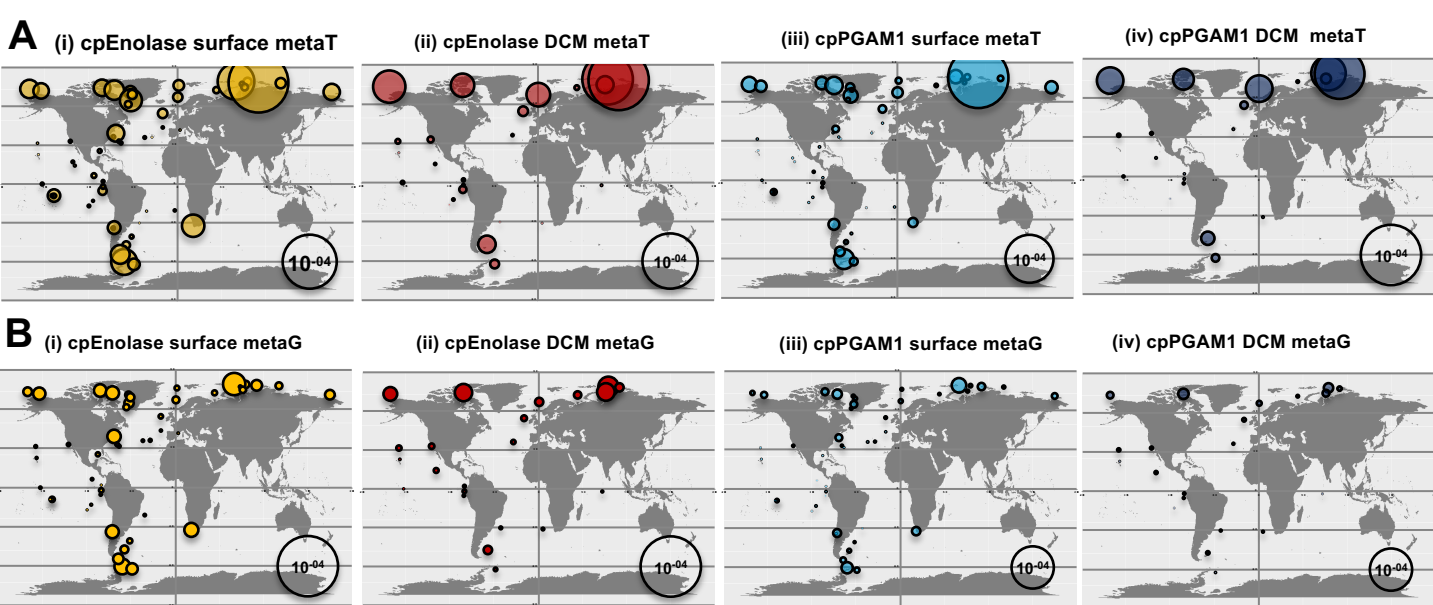 A (i) cpEnolase surface metaT (ii) cpEnolase DCM metaT (iii) cpPGAM1 surface metaT (iv) cpPGAM1 DCM metaT
10-04 10-04 10-04 10-04
B (i) cpEnolase surface metaG (ii) cpEnolase DCM metaG (iii) cpPGAM1 surface metaG (iv) cpPGAM1 DCM metaG
10-04 10-04 10-04 10-04